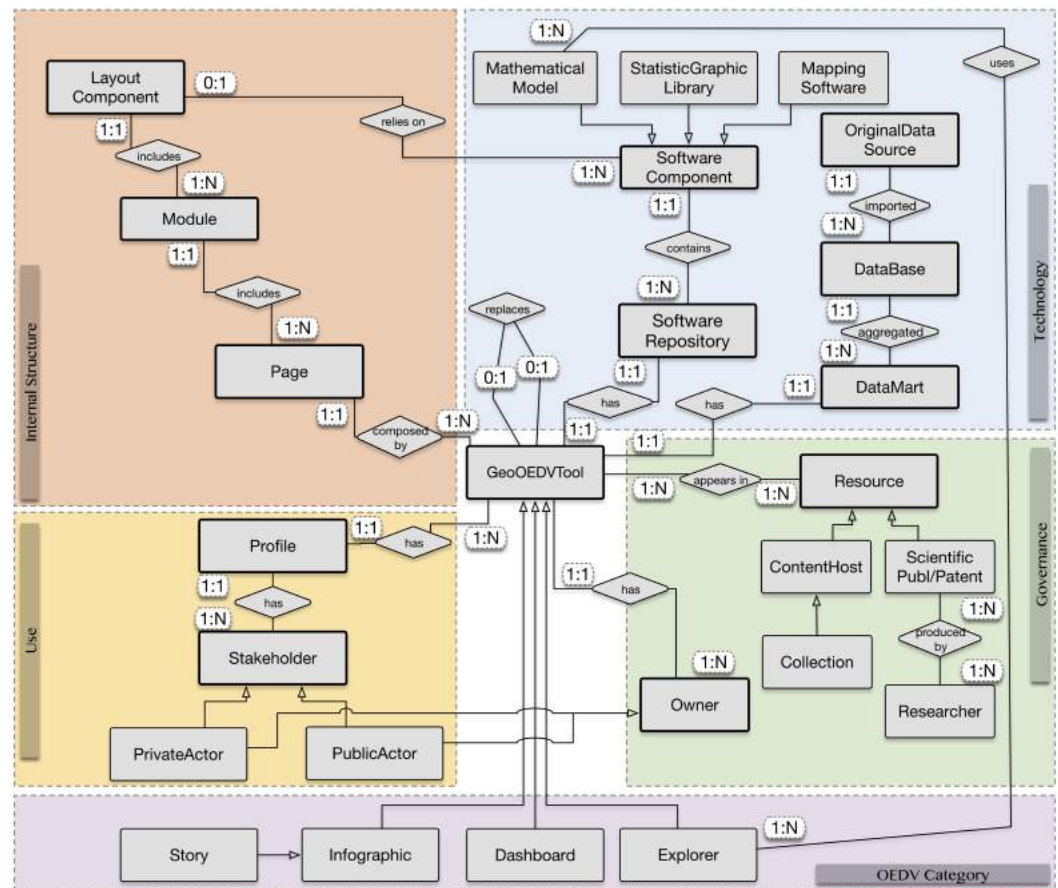 1:N
uses
Mathematical
Model
StatisticGraphic
Library
Mapping
Software
Layout
Component
0:1
relies on
OriginalData
Source
1:1
includes
1:N
Software
Component
1:N
1:1
1:1
imported
1:N
Module
1:1
contains
DataBase
1:N
1:1
includes
replaces
Software
Repository
aggregated
1:N
1:N
0:1
0:1
1:1
Page
DataMart
1:1
1:1
has
has
composed
by
1:N
1:1
1:1
GeoOEDVTool
1:N
appears in
1:N
Resource
Internal Structure
Technology
Profile
1:1
has
1:N
ContentHost
Scientific
Publ/Patent
1:1
has
1:N
1:1
has
1:N
produced
by
1:N
Stakeholder
Collection
1:N
Owner
Researcher
PrivateActor
PublicActor
Use
Governance
Story
Infographic
Dashboard
Explorer
1:N
OEDV Category